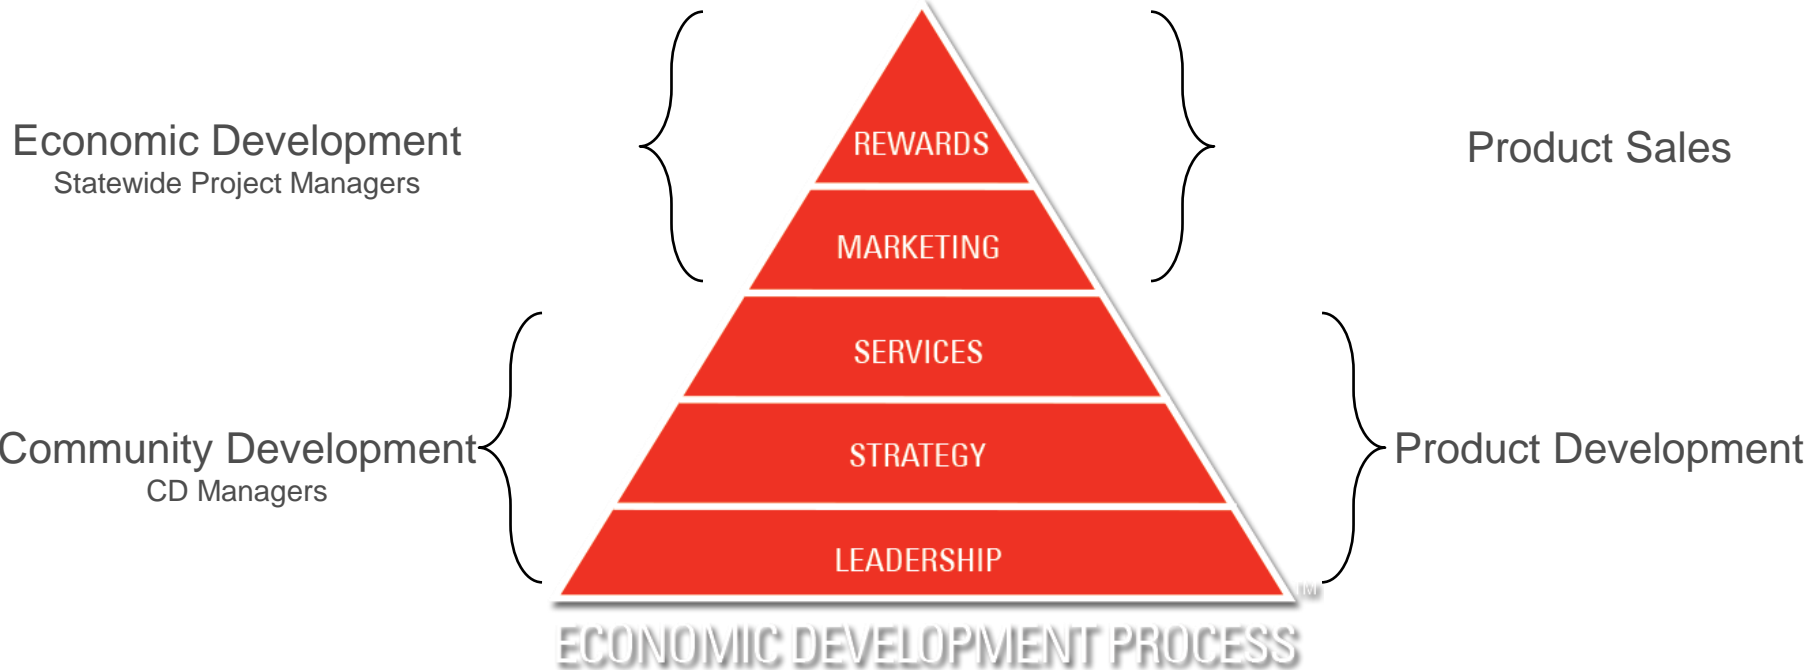 Economic Development
Statewide Project Managers
REWARDS
Product Sales
MARKETING
SERVICES
Community Development
CD Managers
STRATEGY
Product Development
LEADERSHIP
TM
ECONOMIC DEVELOPMENT PROCESS